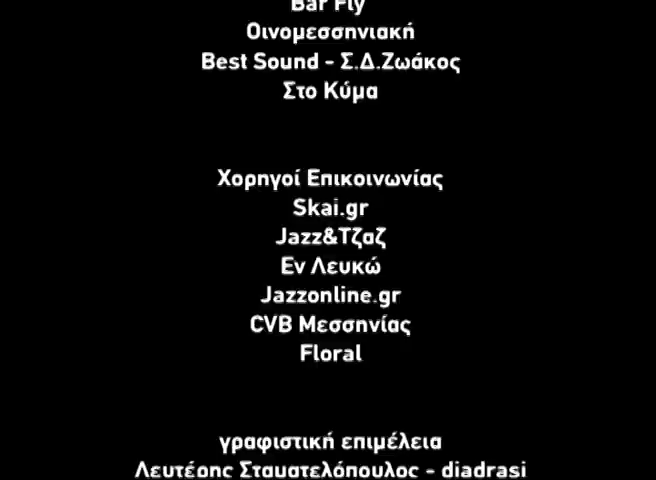 Bar Fly
Οινομεσσηνιακή
Best Sound - Σ.Δ.Ζωάκος
Στο Κύμα
Χορηγοί Επικοινωνίας
Skai.gr
Jazz&Τζαζ
Εν Λευκώ
Jazzonline.gr
CVB Μεσσηνίας
Floral
γραφιστική επιμέλεια
Λευτέρης Σταματελόπουλος - diadrasi